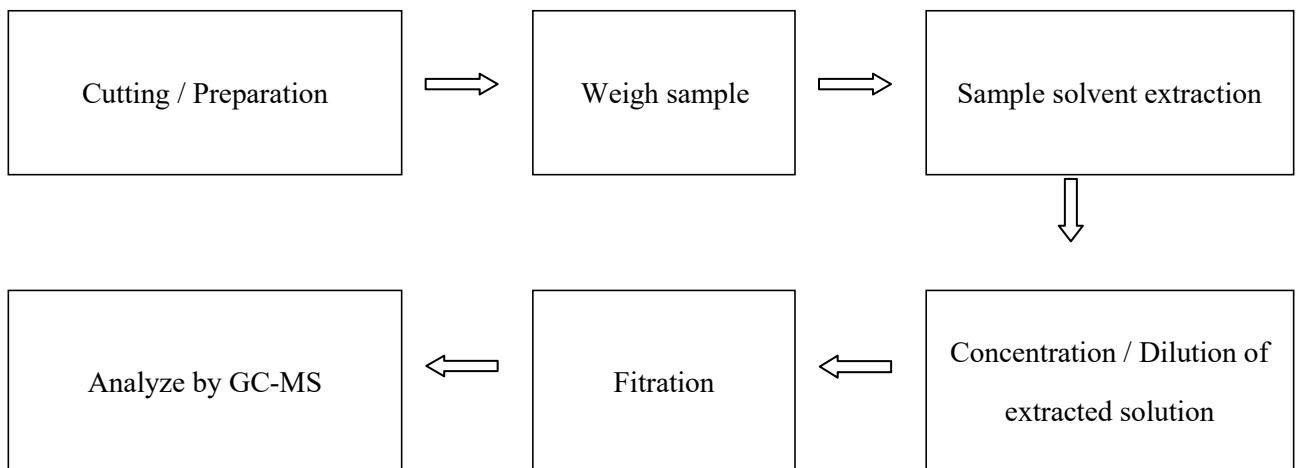 Cutting / Preparation
Weigh sample
Sample solvent extraction
Concentration / Dilution of
extracted solution
Fitration
Analyze by GC-MS